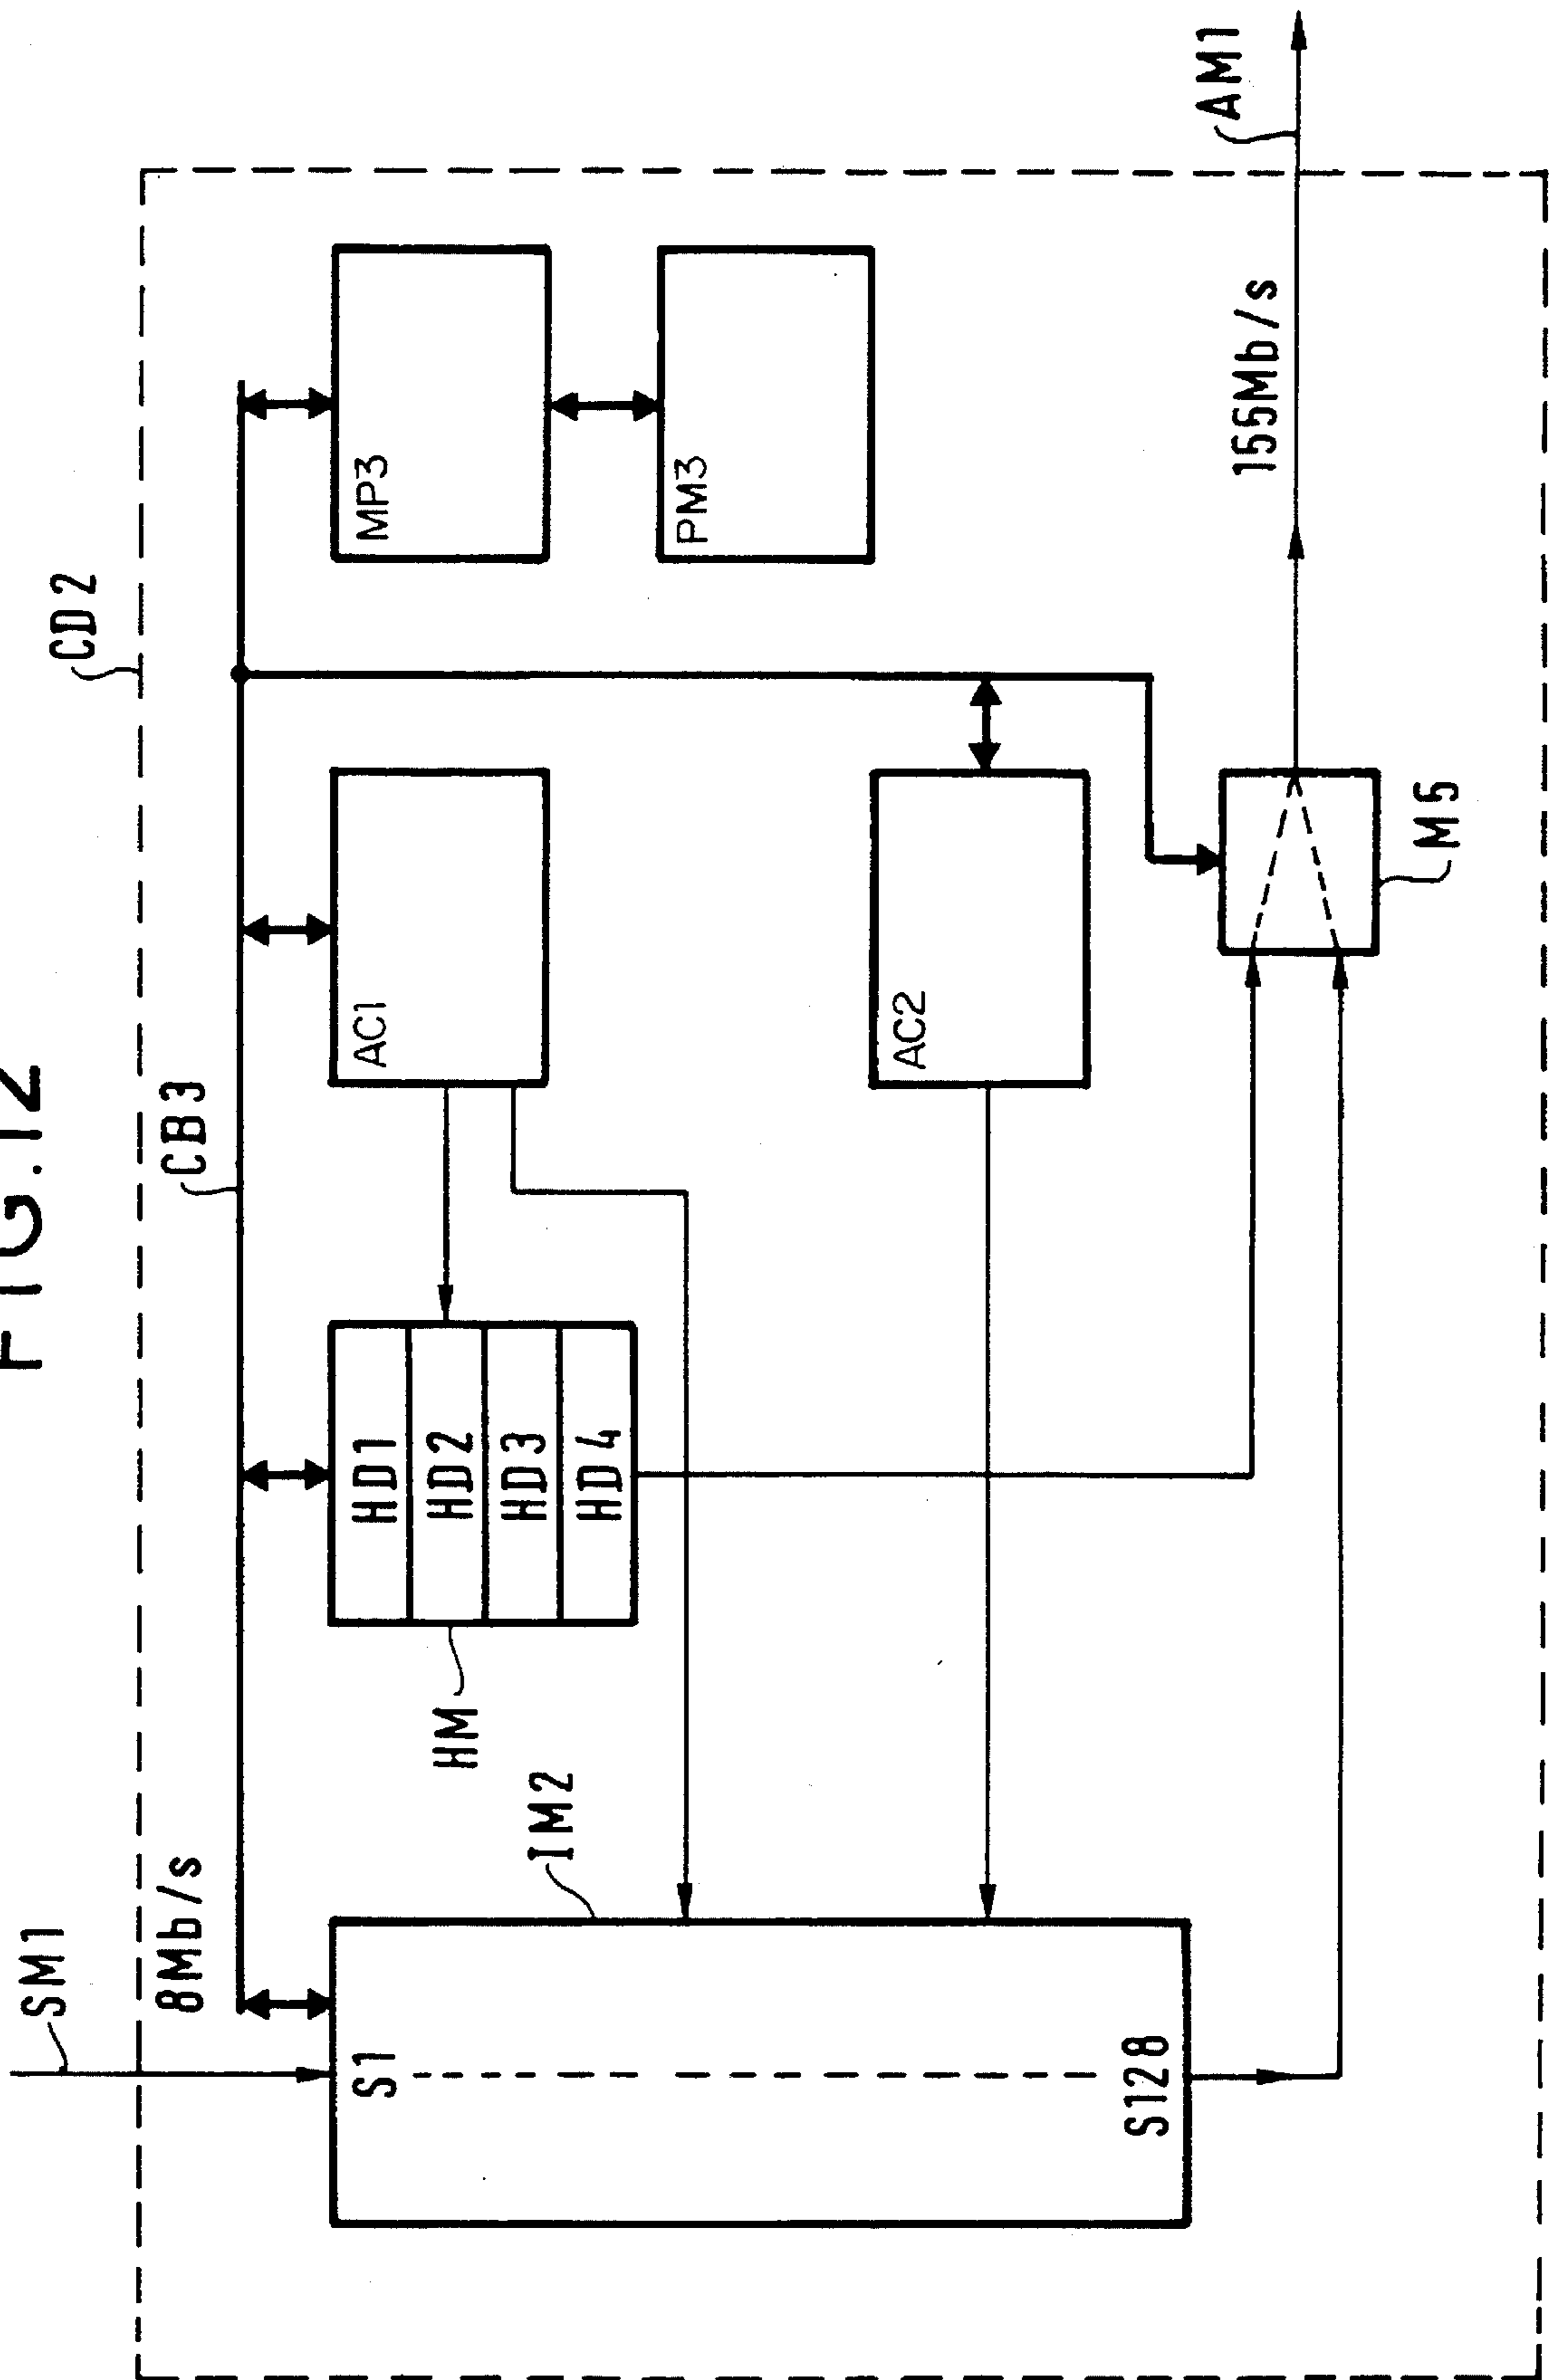 FIG.12
SM1
8Mb/s
CB3
CD2
S1
S128
IM2
HM
HD1
HD2
HD3
HD4
AC1
AC2
MP3
PM3
M5
155Mb/s
AM1